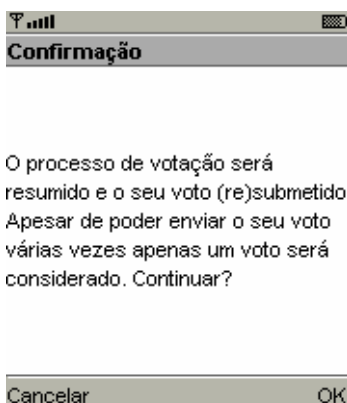 Confirmação
O processo de votação será
resumido e o seu voto (re)submetido
Apesar de poder enviar o seu voto
várias vezes apenas um voto será
considerado. Continuar?
Cancelar OK